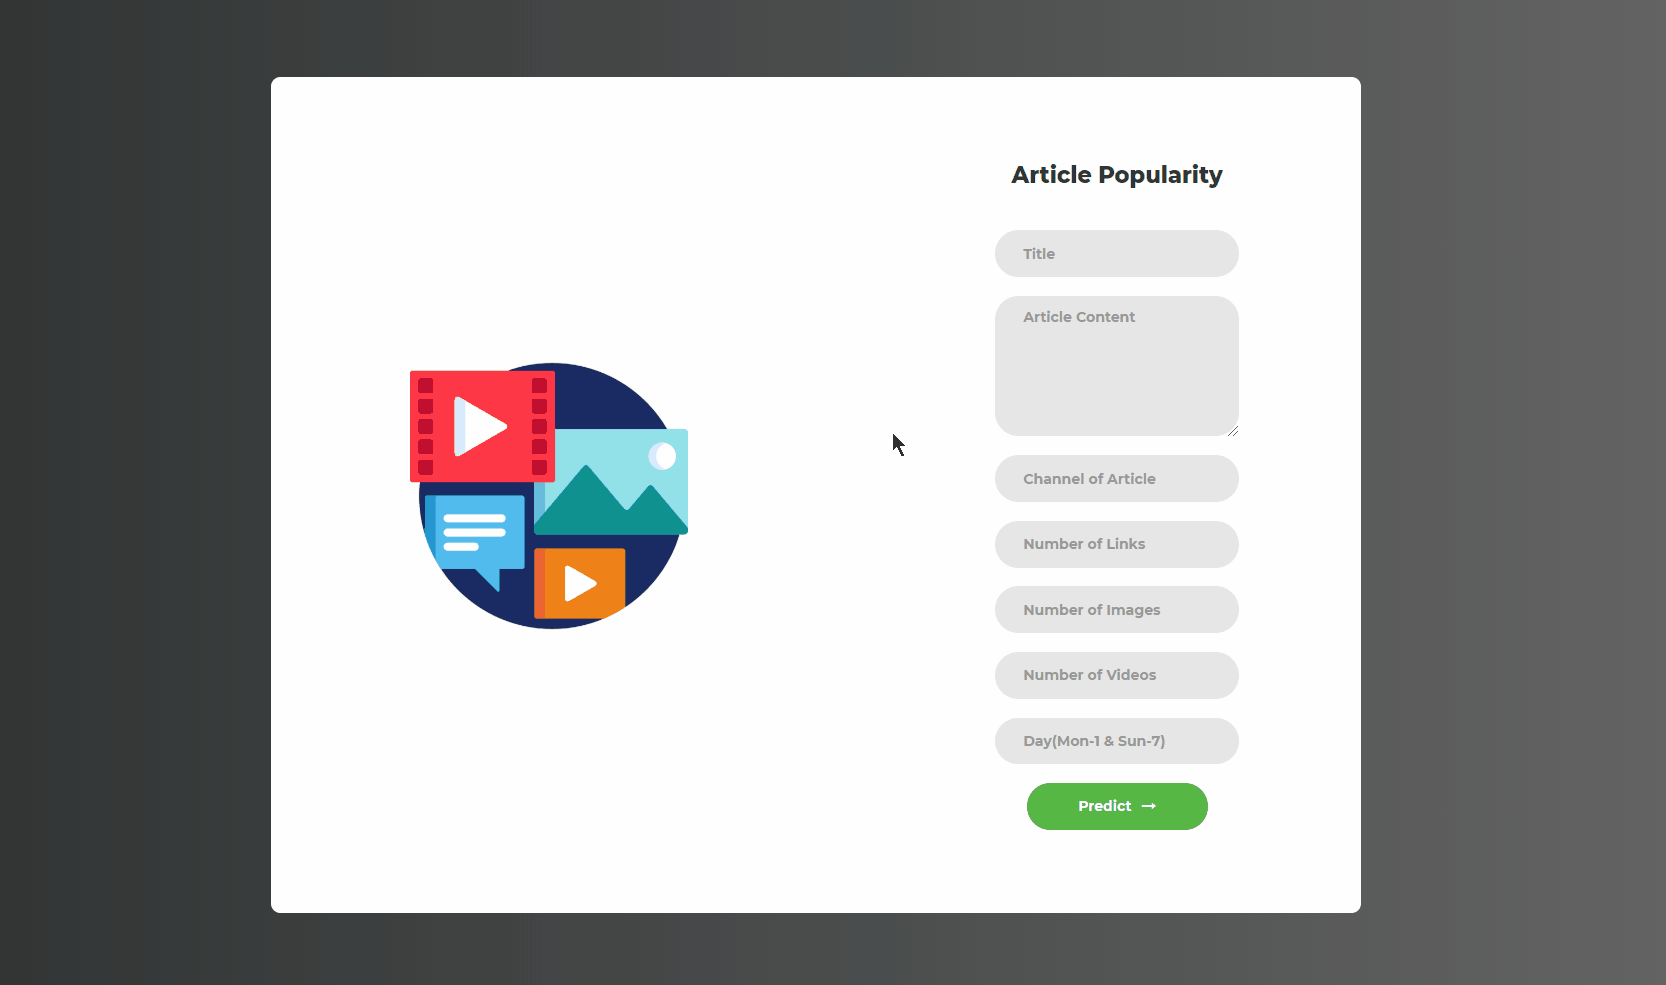 Article Popularity
Title
Article Content
Channel of Article
Number of Links
Number of Images
Number of Videos
Day(Mon-1 & Sun-7)
Predict →